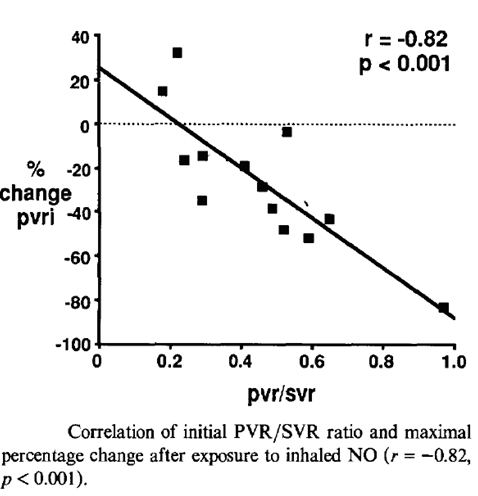 r = -0.82
p < 0.001
40
20
0
-20
-40
-60
-80
-100
%
change
pvri
0
0.2
0.4
0.6
0.8
1.0
pvr/svr
Correlation of initial PVR/SVR ratio and maximal
percentage change after exposure to inhaled NO (r = −0.82,
p < 0.001).